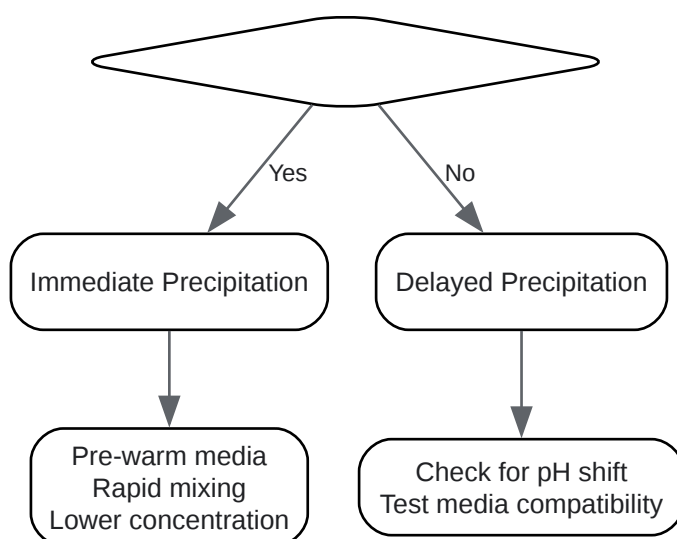 Yes
No
Immediate Precipitation
Delayed Precipitation
Pre-warm media
Rapid mixing
Lower concentration
Check for pH shift
Test media compatibility